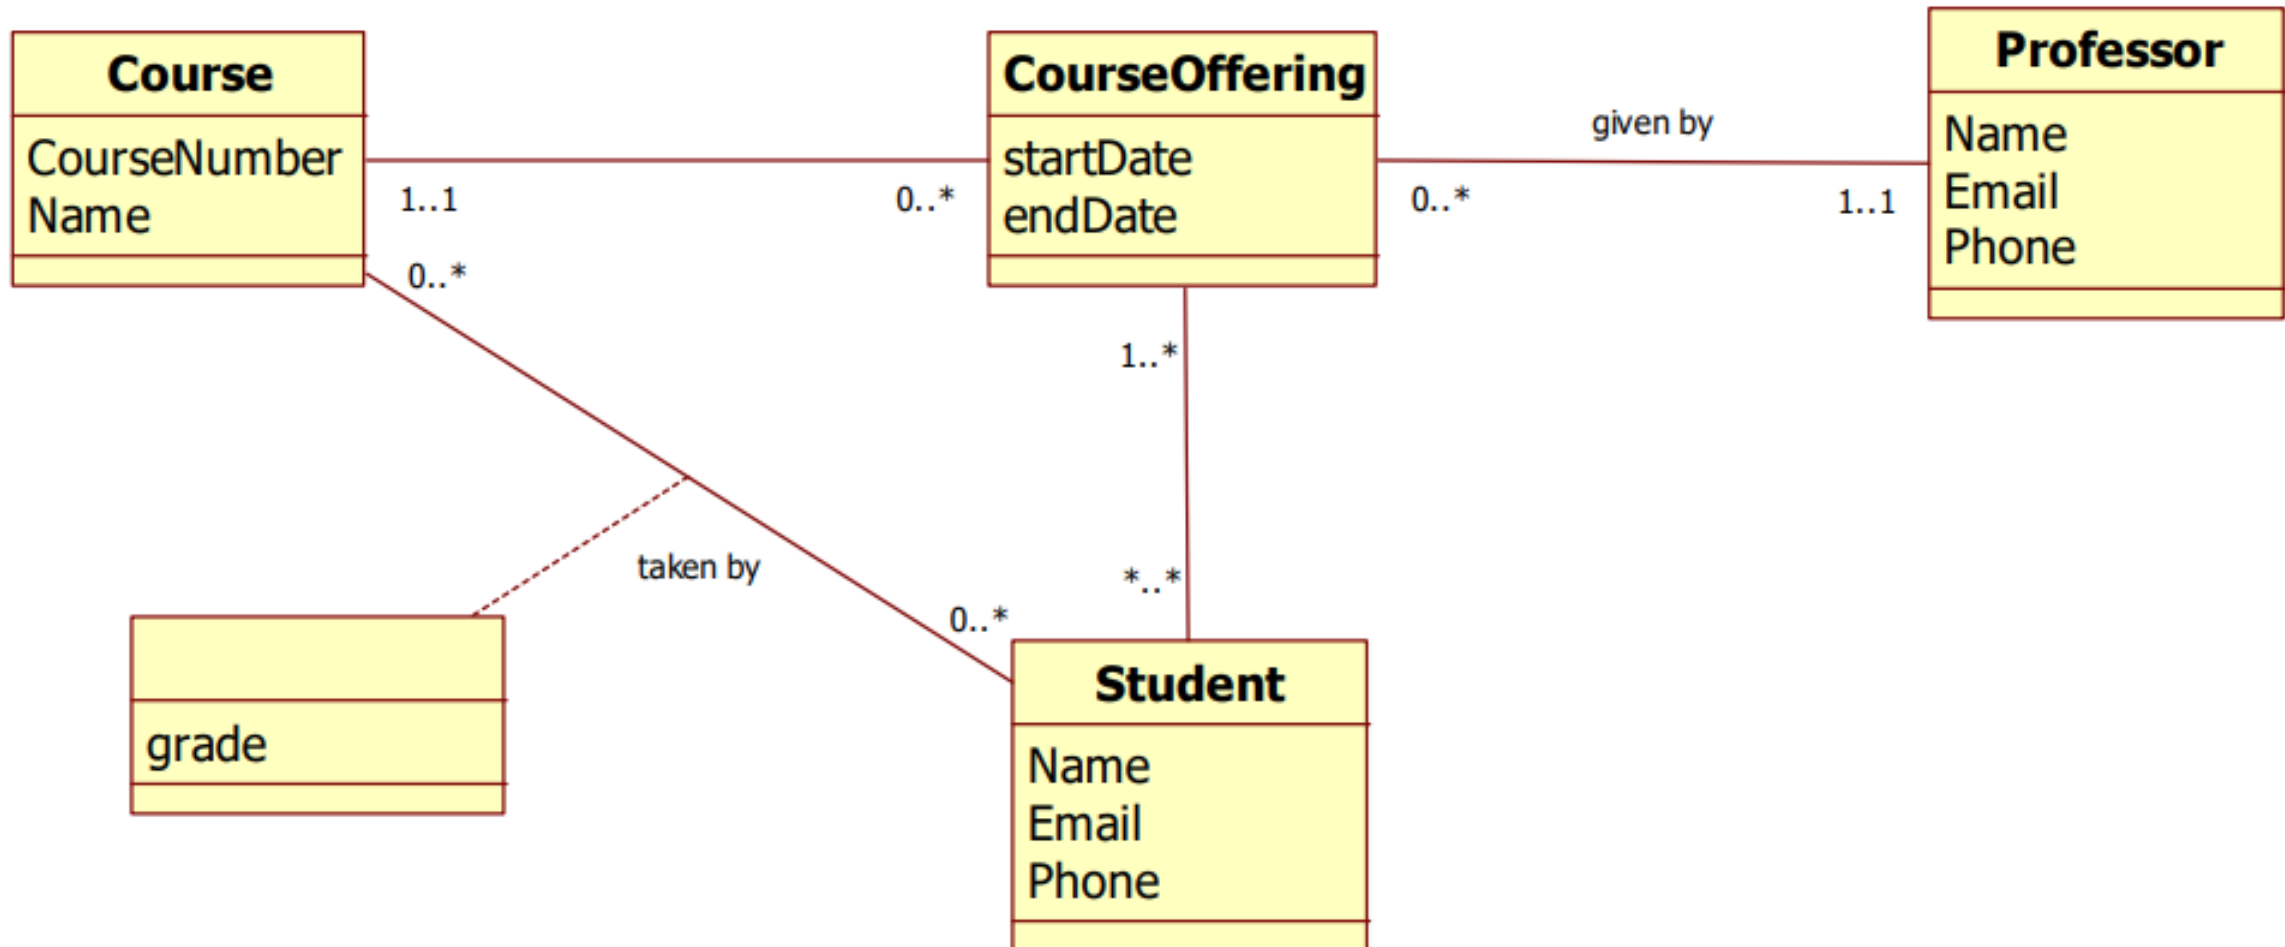 Course
CourseNumber
Name
1..1
0..*
0..*
CourseOffering
startDate
endDate
given by
0..*
1..1
Professor
Name
Email
Phone
1..*
*..*
taken by
0..*
grade
Student
Name
Email
Phone